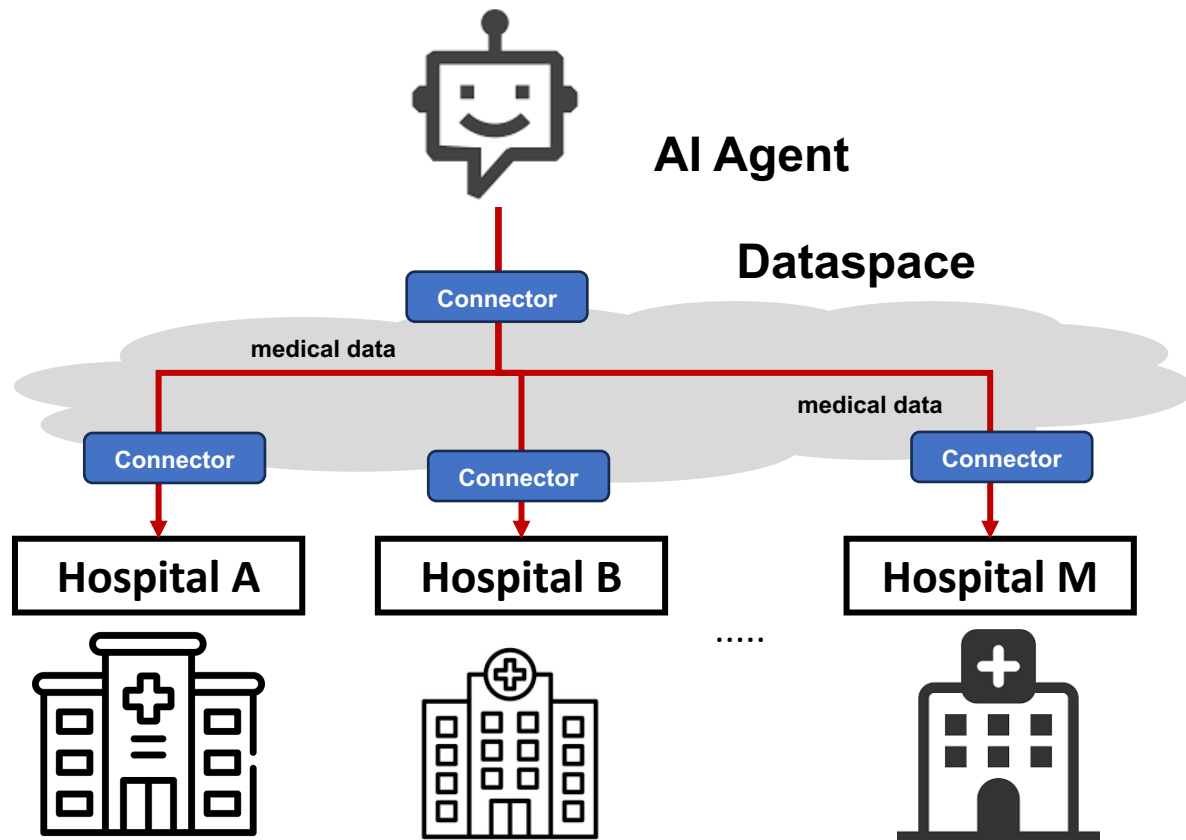 AI Agent
Dataspace
Connector
medical data
medical data
Connector
Connector
Connector
Hospital A
Hospital B
Hospital M
.....